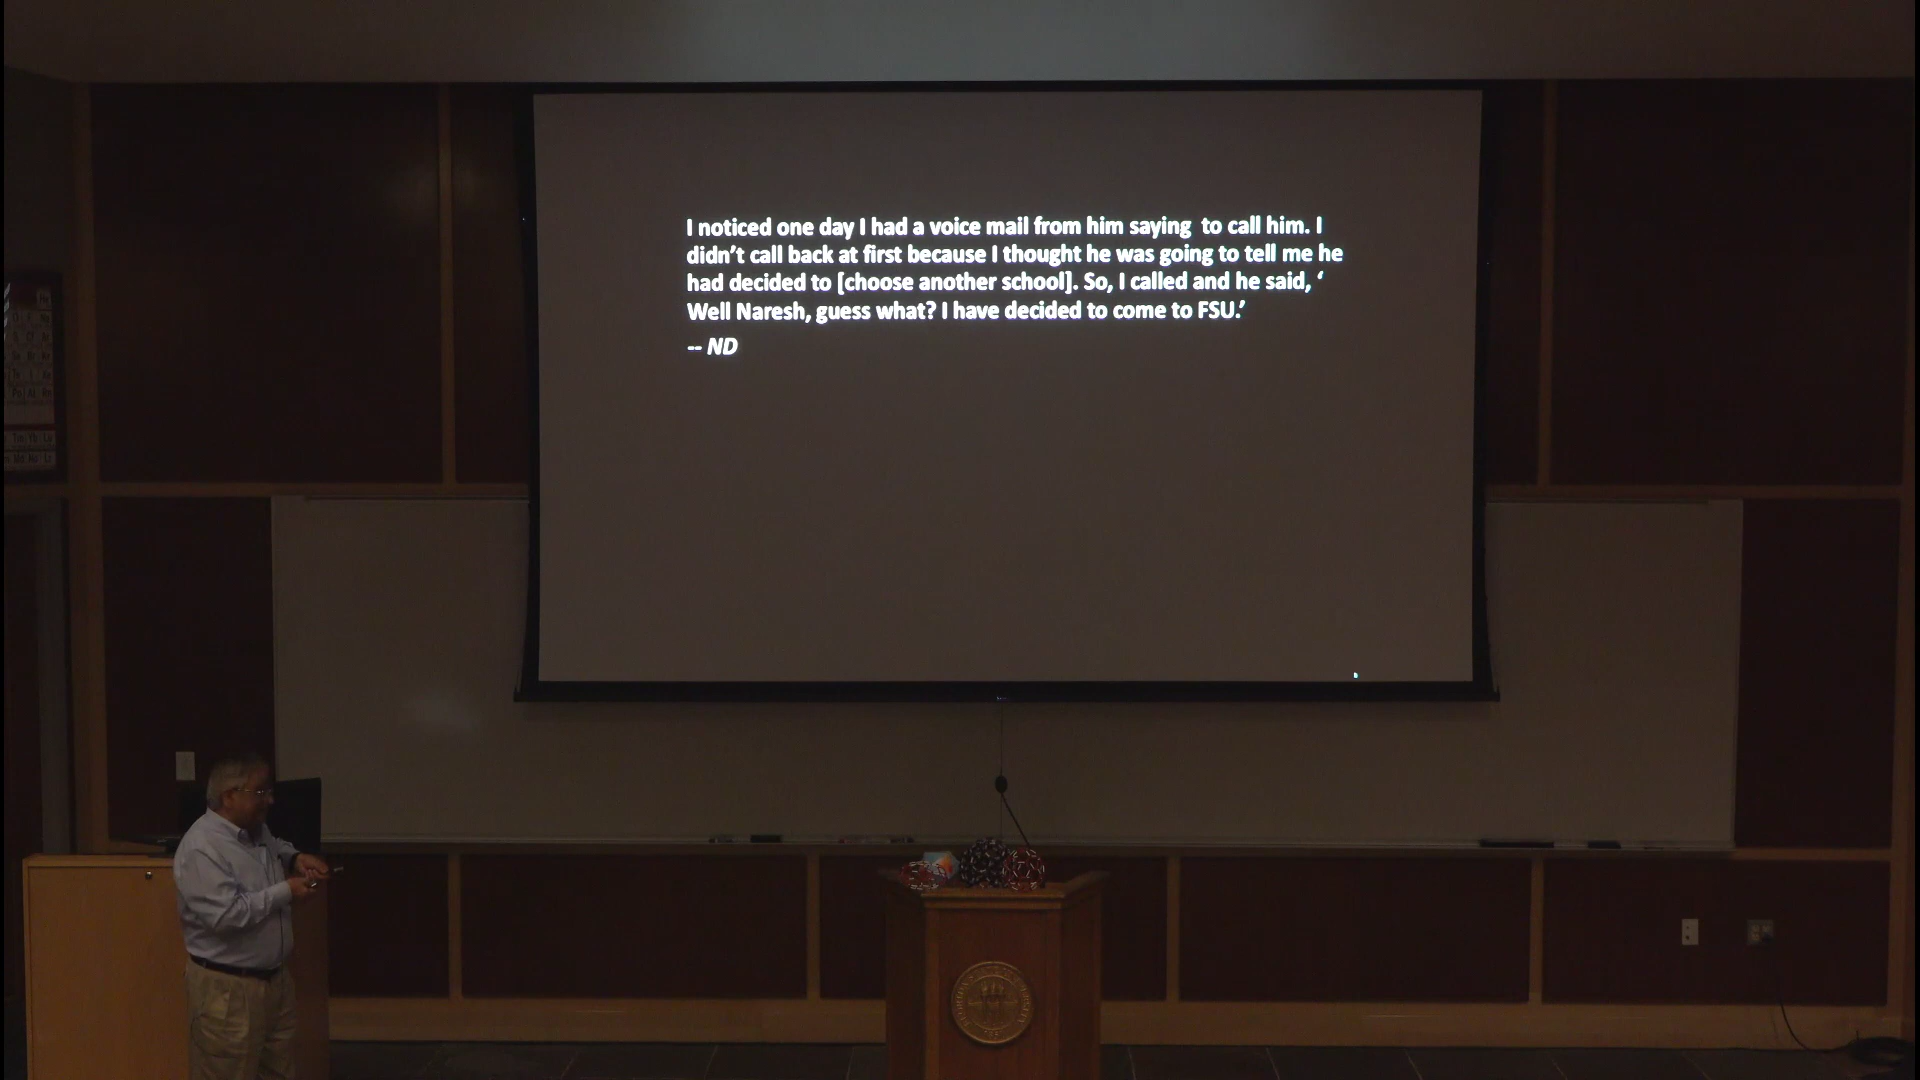 I noticed one day I had a voice mail from him saying  to call him. I
didn’t call back at first because I thought he was going to tell me he
had decided to [choose another school]. So, I called and he said, ‘
Well Naresh, guess what? I have decided to come to FSU.’
-- ND